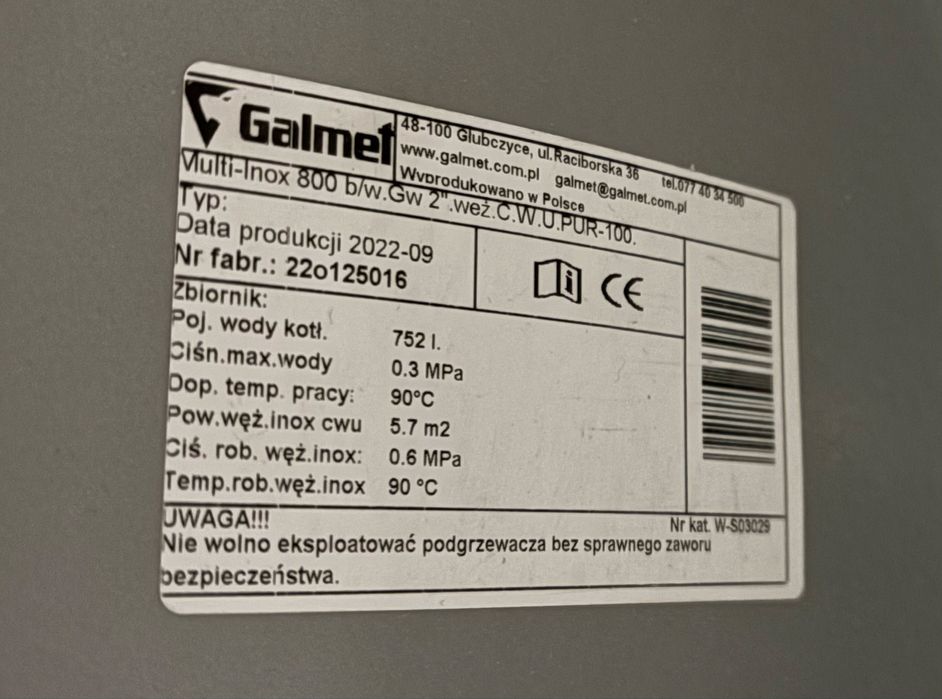 Galmet
48-100 Głubczyce, ul.Raciborska 36 tel.077 40 34 500
www.galmet.com.pl galmet@galmet.com.pl
Wyprodukowano w Polsce
Multi-Inox 800 b/w.Gw 2".węż.C.W.U.PUR-100.
Typ:
Data produkcji 2022-09
Nr fabr.: 22o125016
i CE
Zbiornik:
Poj. wody kotł. 752 l.
Ciśn.max.wody 0.3 MPa
Dop. temp. pracy: 90°C
Pow.węż.inox cwu 5.7 m2
Ciś. rob. węż.inox: 0.6 MPa
Temp.rob.węż.inox 90 °C
Nr kat. W-S03029
UWAGA!!!
Nie wolno eksploatować podgrzewacza bez sprawnego zaworu
bezpieczeństwa.